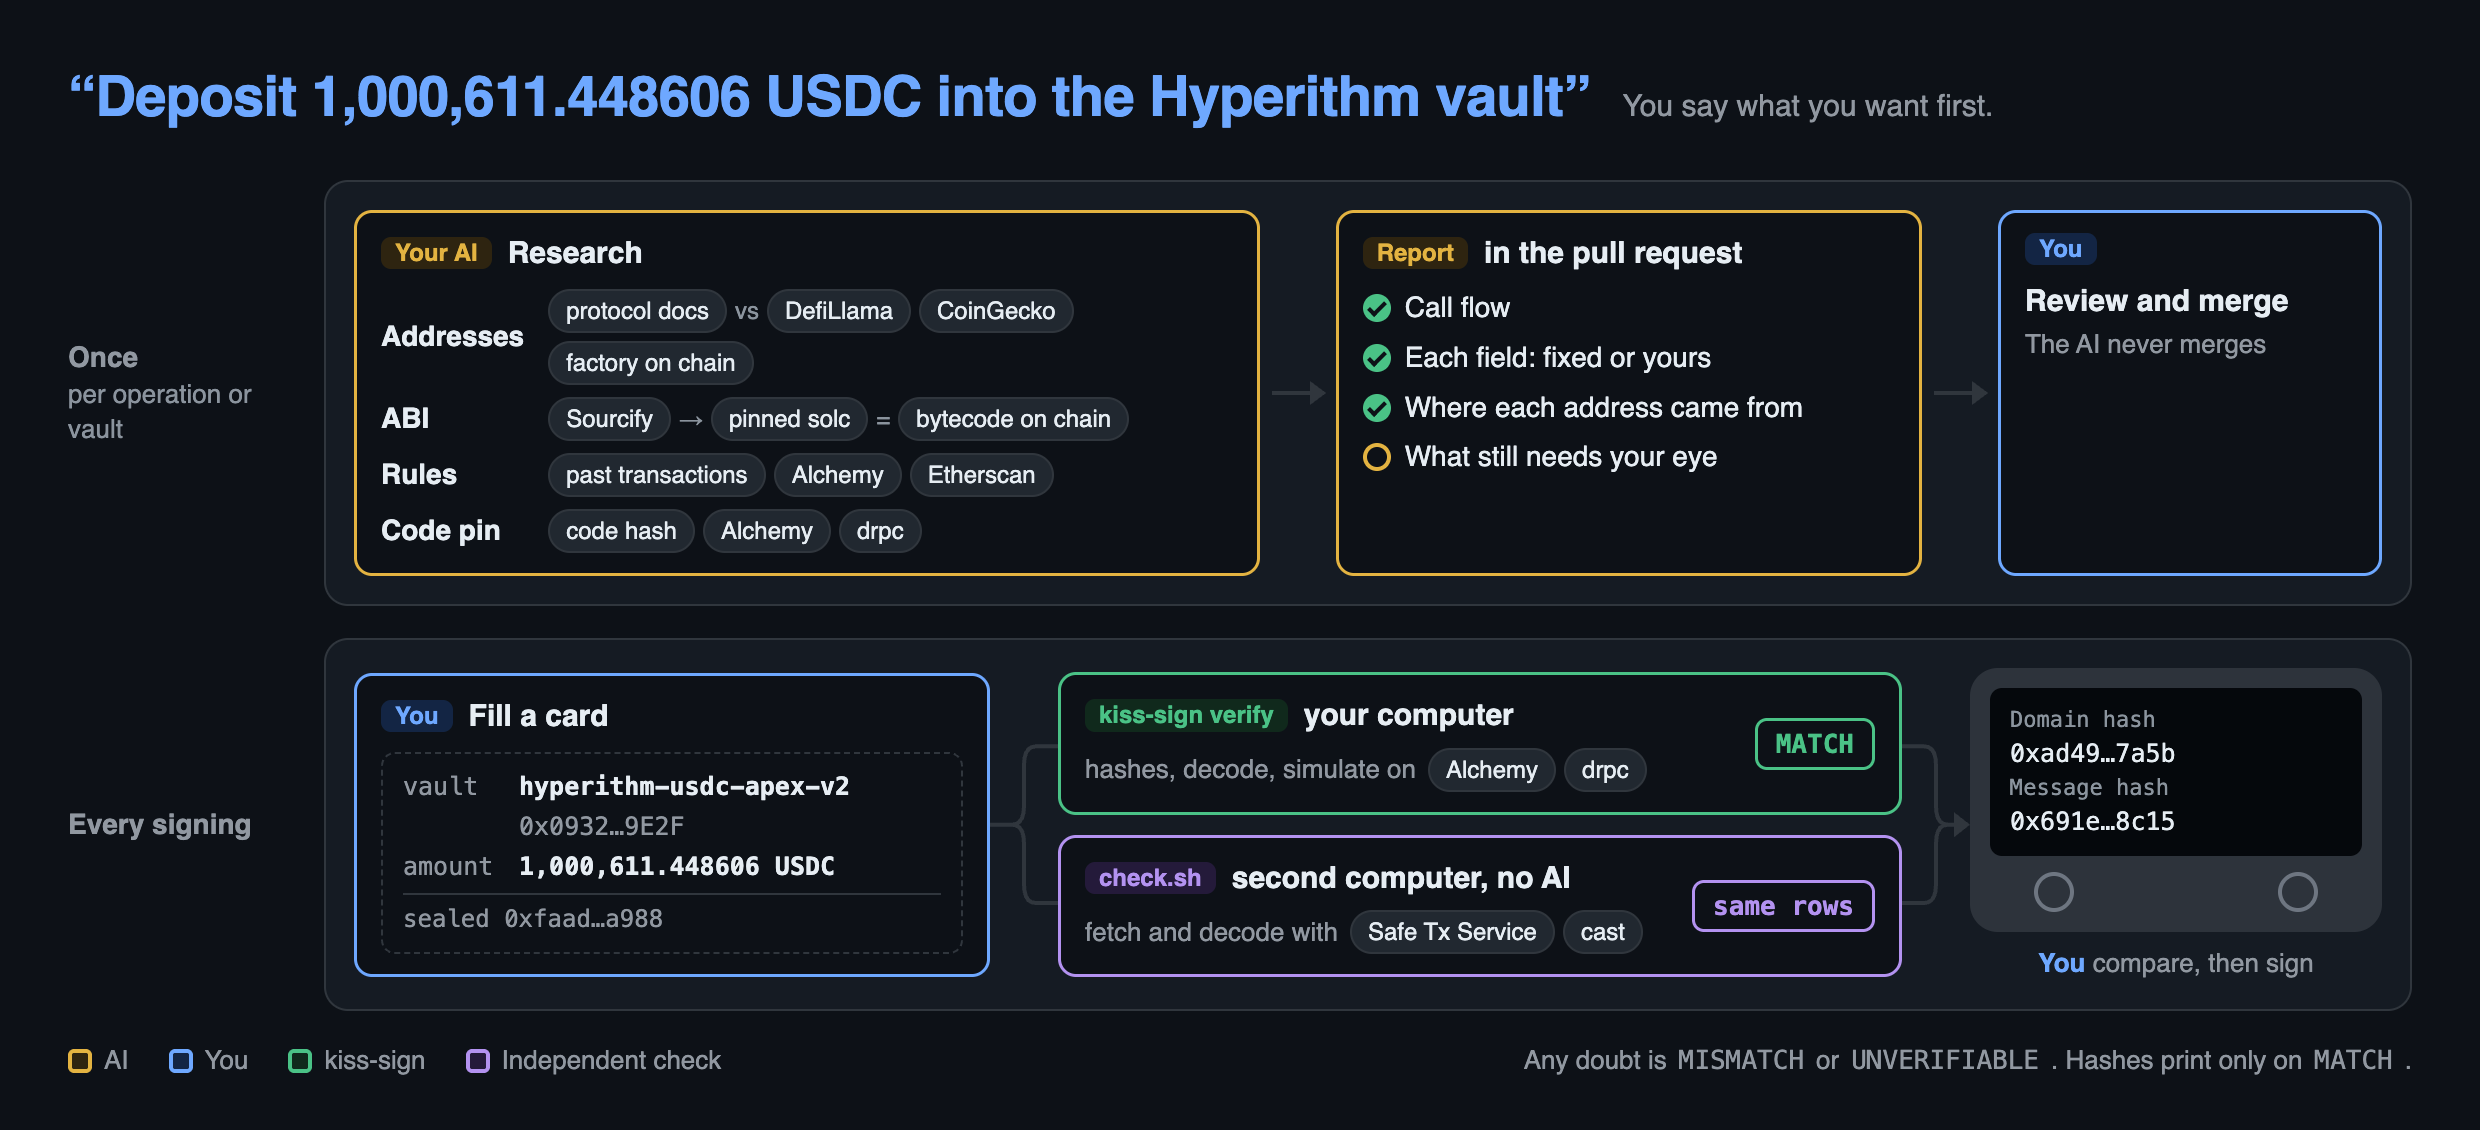 “Deposit 1,000,611.448606 USDC into the Hyperithm vault” You say what you want first.
Once
per operation or
vault
Your AI Research
Addresses
protocol docs vs DefiLlama CoinGecko
factory on chain
ABI Sourcify → pinned solc = bytecode on chain
Rules past transactions Alchemy Etherscan
Code pin code hash Alchemy drpc
Report in the pull request
Call flow
Each field: fixed or yours
Where each address came from
What still needs your eye
You
Review and merge
The AI never merges
Every signing
You Fill a card
vault hyperithm-usdc-apex-v2
0x0932…9E2F
amount 1,000,611.448606 USDC
sealed 0xfaad…a988
kiss-sign verify your computer
hashes, decode, simulate on Alchemy drpc
MATCH
check.sh second computer, no AI
fetch and decode with Safe Tx Service cast
same rows
Domain hash
0xad49…7a5b
Message hash
0x691e…8c15
You compare, then sign
AI You kiss-sign Independent check
Any doubt is MISMATCH or UNVERIFIABLE . Hashes print only on MATCH .